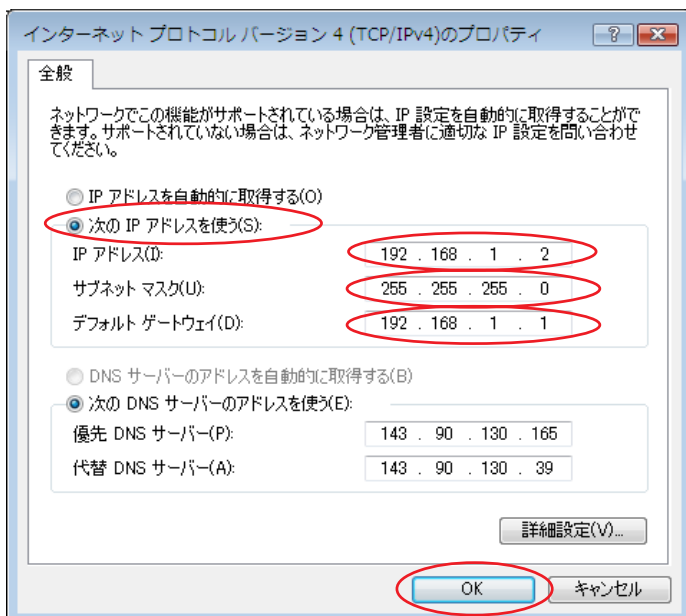 インターネット プロトコル バージョン 4 (TCP/IPv4)のプロパティ
全般
ネットワークでこの機能がサポートされている場合は、IP 設定を自動的に取得することがで
きます。サポートされていない場合は、ネットワーク管理者に適切な IP 設定を問い合わせ
てください。
IP アドレスを自動的に取得する(O)
次の IP アドレスを使う(S):
IP アドレス(I): 192 . 168 . 1 . 2
サブネット マスク(U): 255 . 255 . 255 . 0
デフォルト ゲートウェイ(D): 192 . 168 . 1 . 1
DNS サーバーのアドレスを自動的に取得する(B)
次の DNS サーバーのアドレスを使う(E):
優先 DNS サーバー(P): 143 . 90 . 130 . 165
代替 DNS サーバー(A): 143 . 90 . 130 . 39
詳細設定(V)...
OK キャンセル